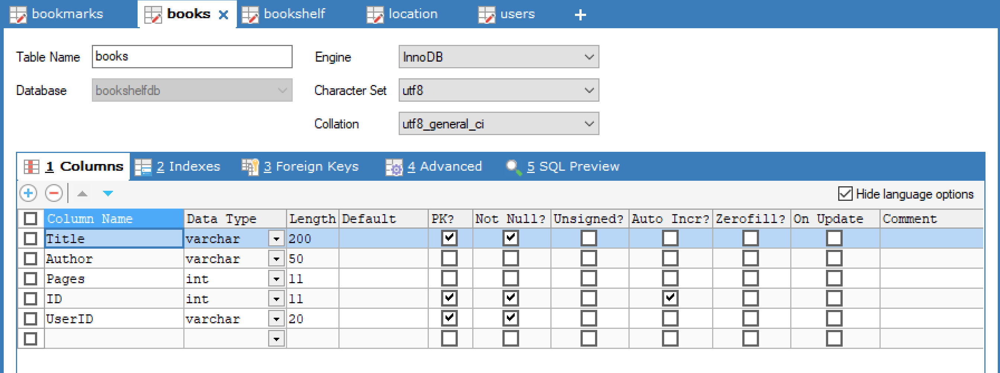 bookmarks books bookshelf location users +
Table Name books Engine InnoDB
Database bookshelfdb Character Set utf8
Collation utf8_general_ci
1 Columns 2 Indexes 3 Foreign Keys 4 Advanced 5 SQL Preview
Hide language options
Column Name Data Type Length Default PK? Not Null? Unsigned? Auto Incr? Zerofill? On Update Comment
Title varchar 200
Author varchar 50
Pages int 11
ID int 11
UserID varchar 20